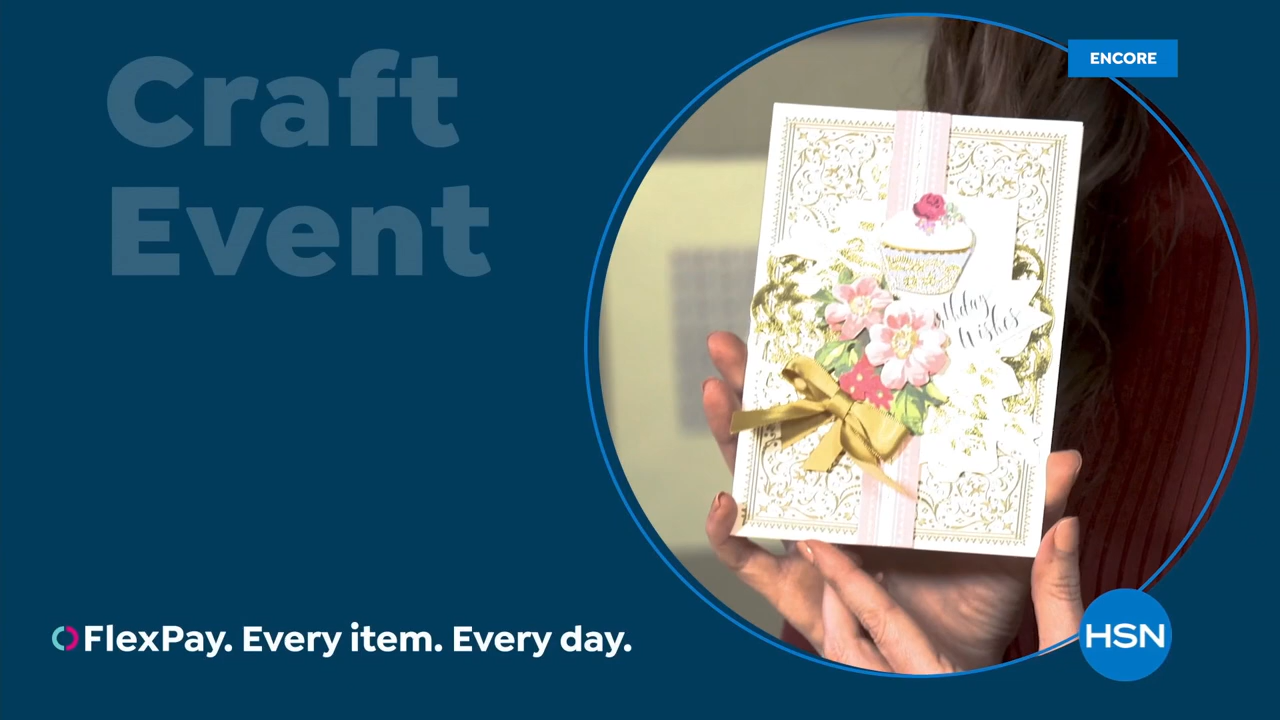 Craft
Event
ENCORE
Wishes
FlexPay. Every item. Every day.
HSN